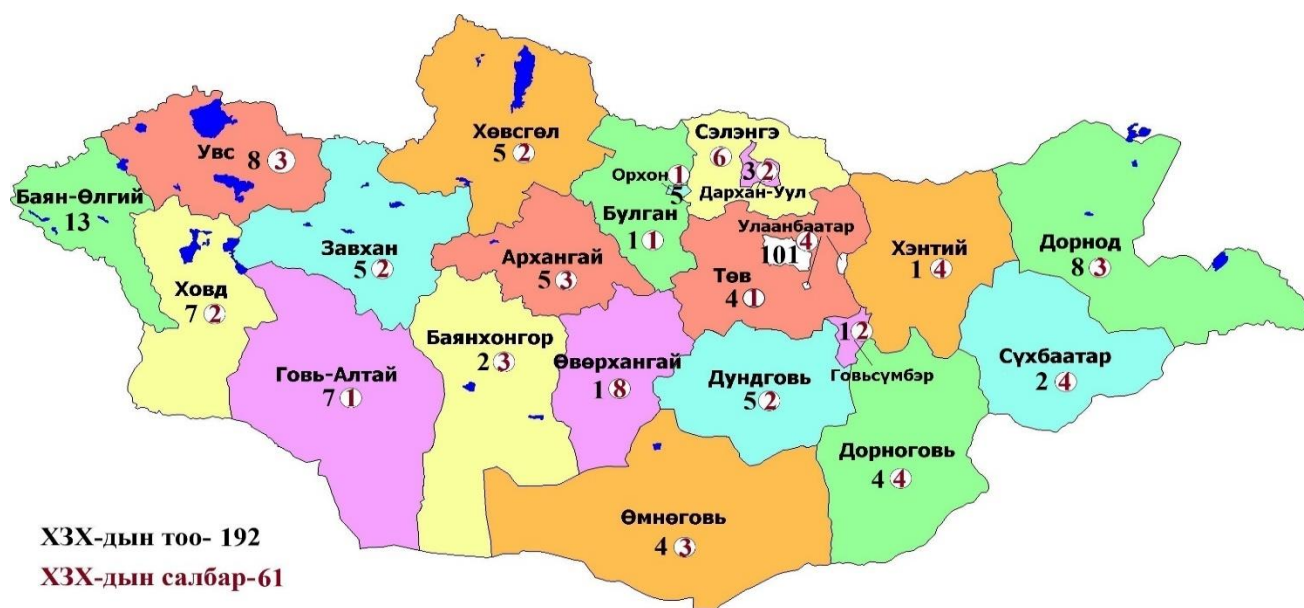 Хөвсгөл
5 2
Сэлэнгэ
6
3 2
Дархан-Уул
Увс
8 3
Орхон 1
5
Баян-Өлгий
13
Булган
1 1
Улаанбаатар
4
101
Завхан
5 2
Архангай
5 3
Төв
4 1
Хэнтий
1 4
Дорнод
8 3
Ховд
7 2
Говь-Алтай
7 1
Баянхонгор
2 3
Өвөрхангай
1 8
Дундговь
5 2
1 2
Говьсүмбэр
Сүхбаатар
2 4
Дорноговь
4 4
Өмнөговь
4 3
ХЗХ-дын тоо- 192
ХЗХ-дын салбар-61